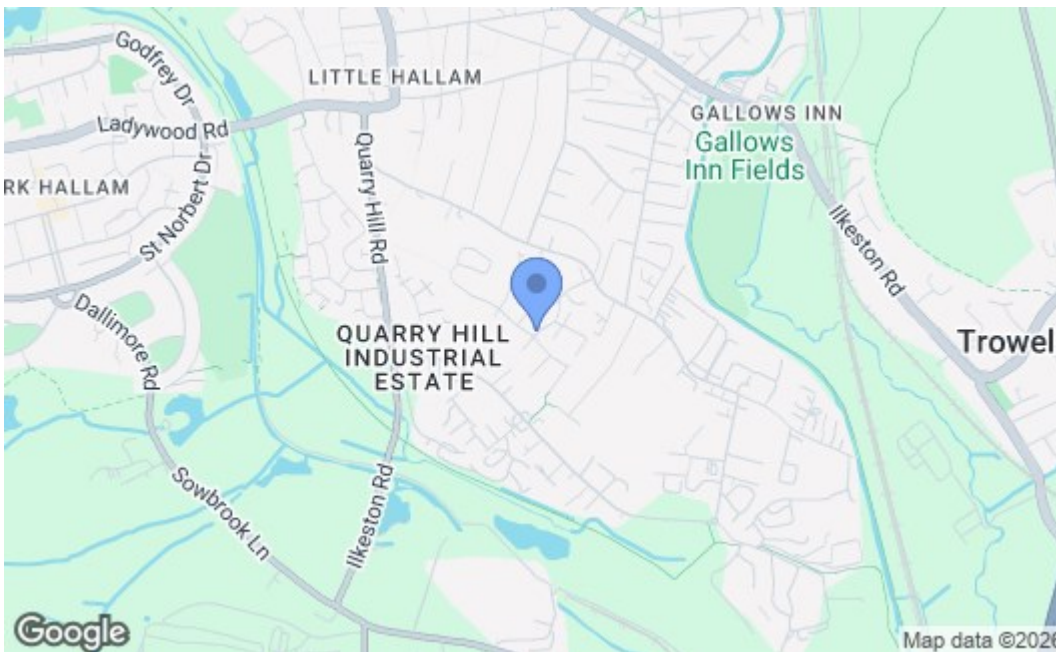 Godfrey Dr
LITTLE HALLAM
Ladywood Rd
GALLOWS INN
Gallows
Inn Fields
Quarry Hill Rd
RK HALLAM
St Norbert Dr
Ilkeston Rd
Dallimore Rd
QUARRY HILL
INDUSTRIAL
ESTATE
Trowel
Sowbrook Ln
Ilkeston Rd
Google
Map data ©2026